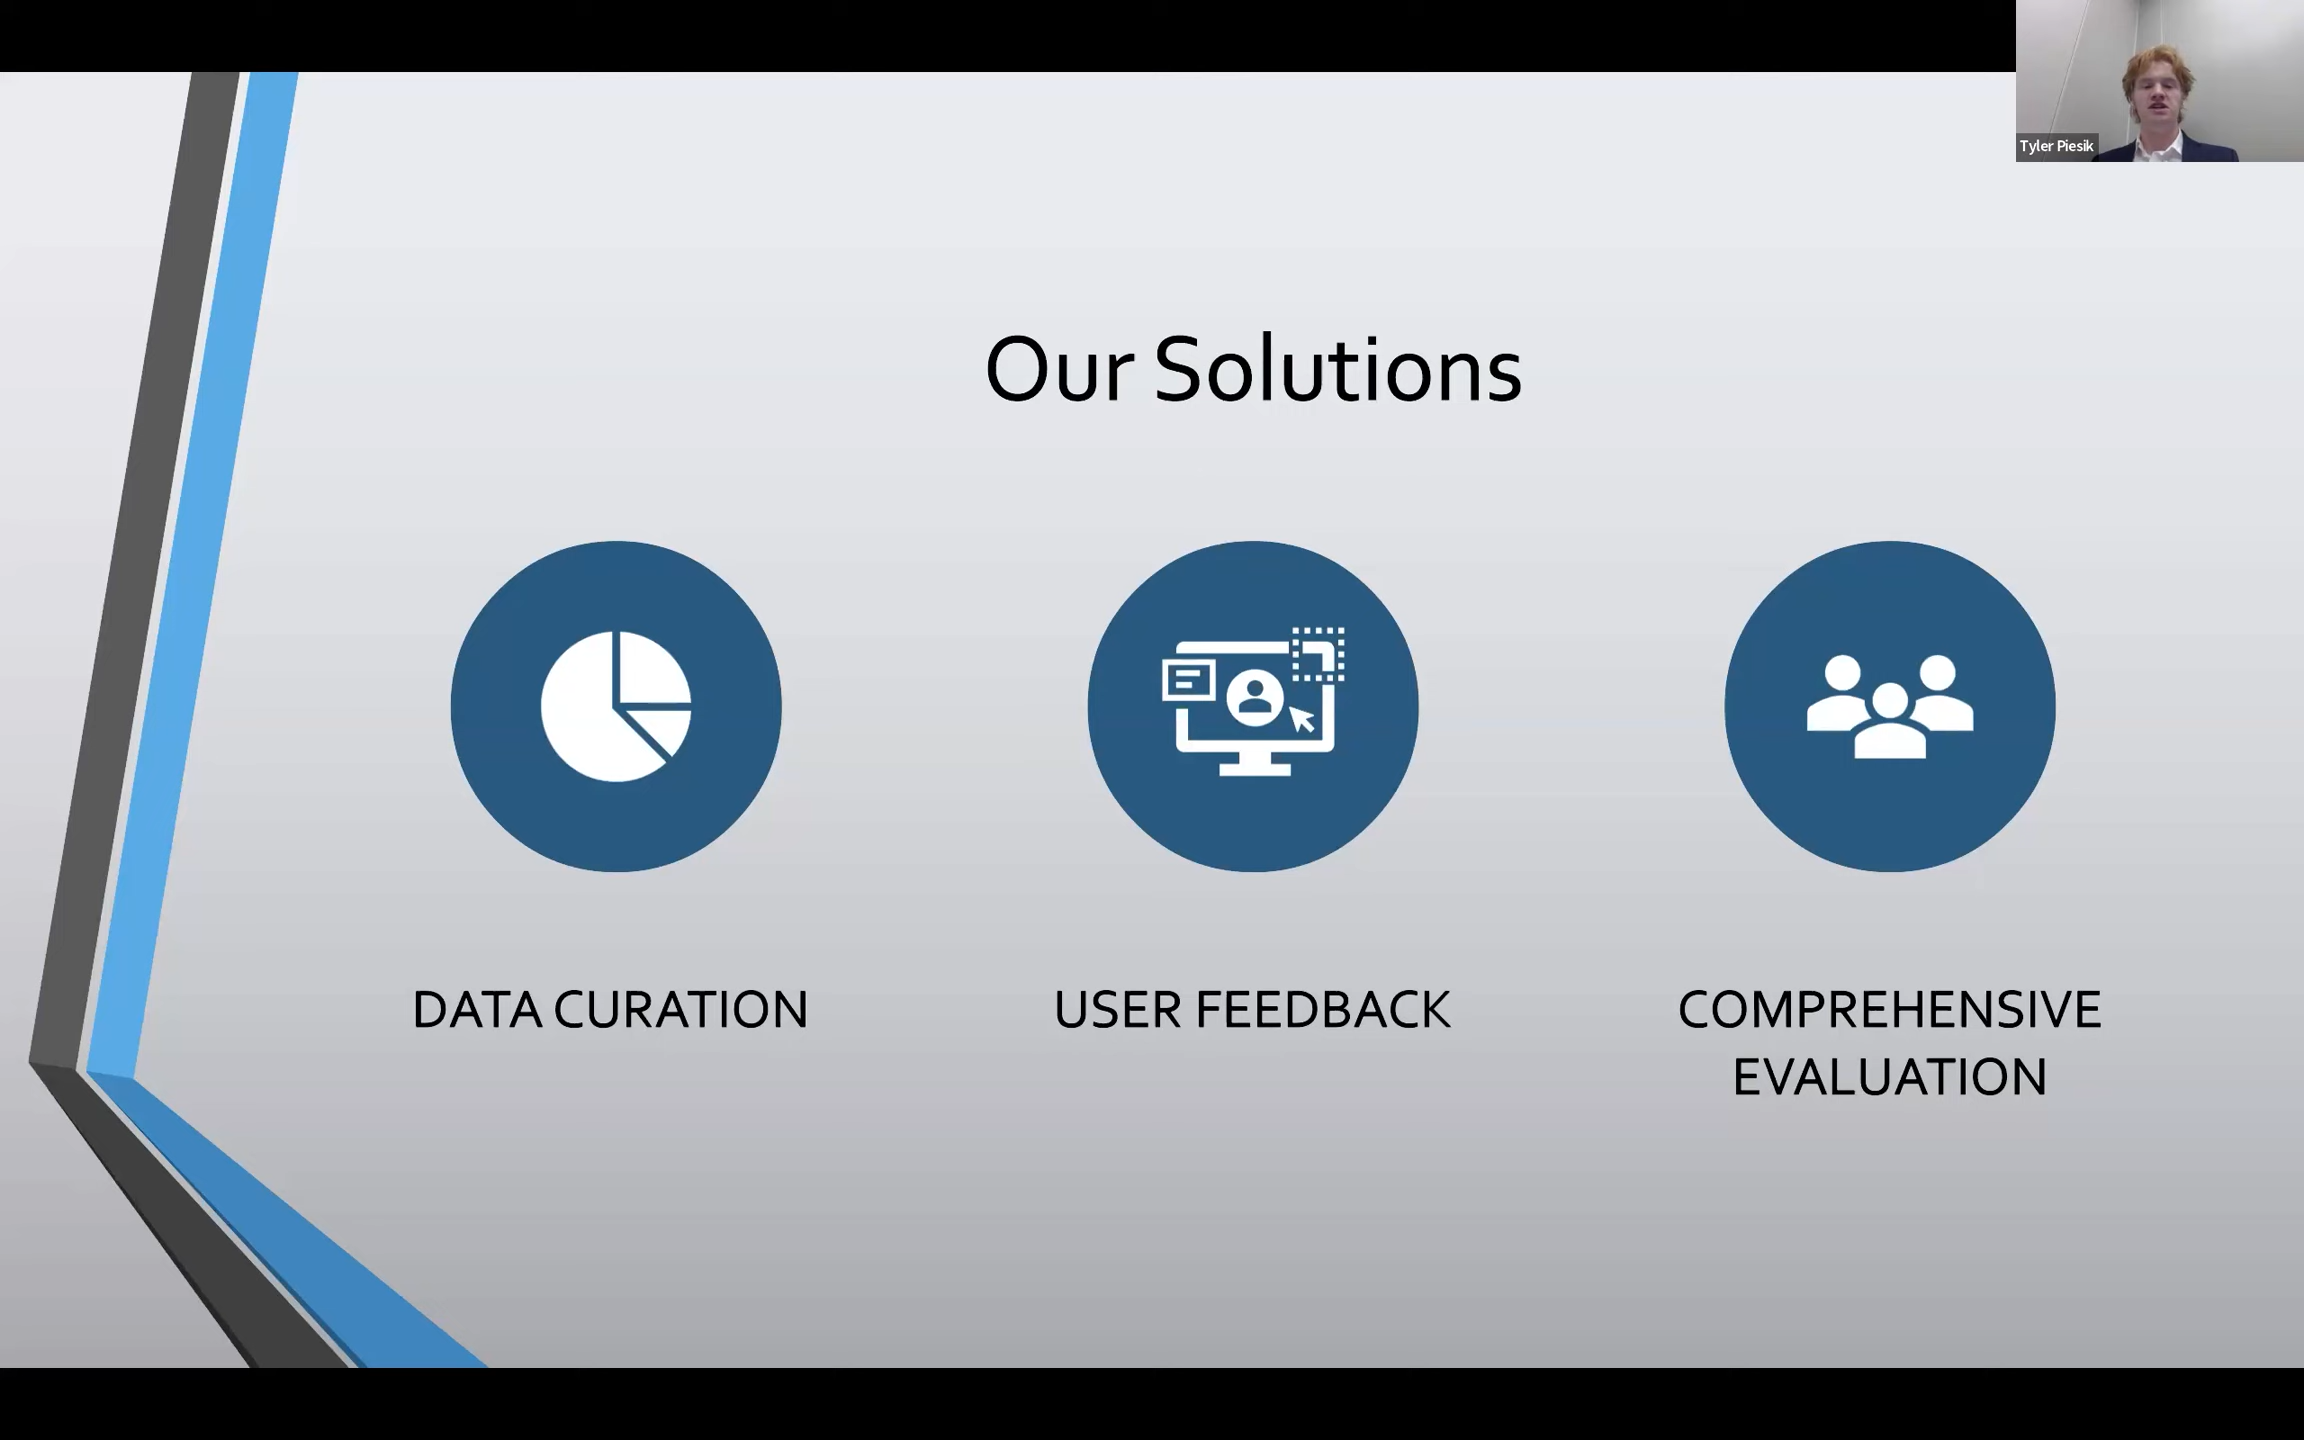 Tyler Piesik
Our Solutions
DATA CURATION
USER FEEDBACK
COMPREHENSIVE
EVALUATION